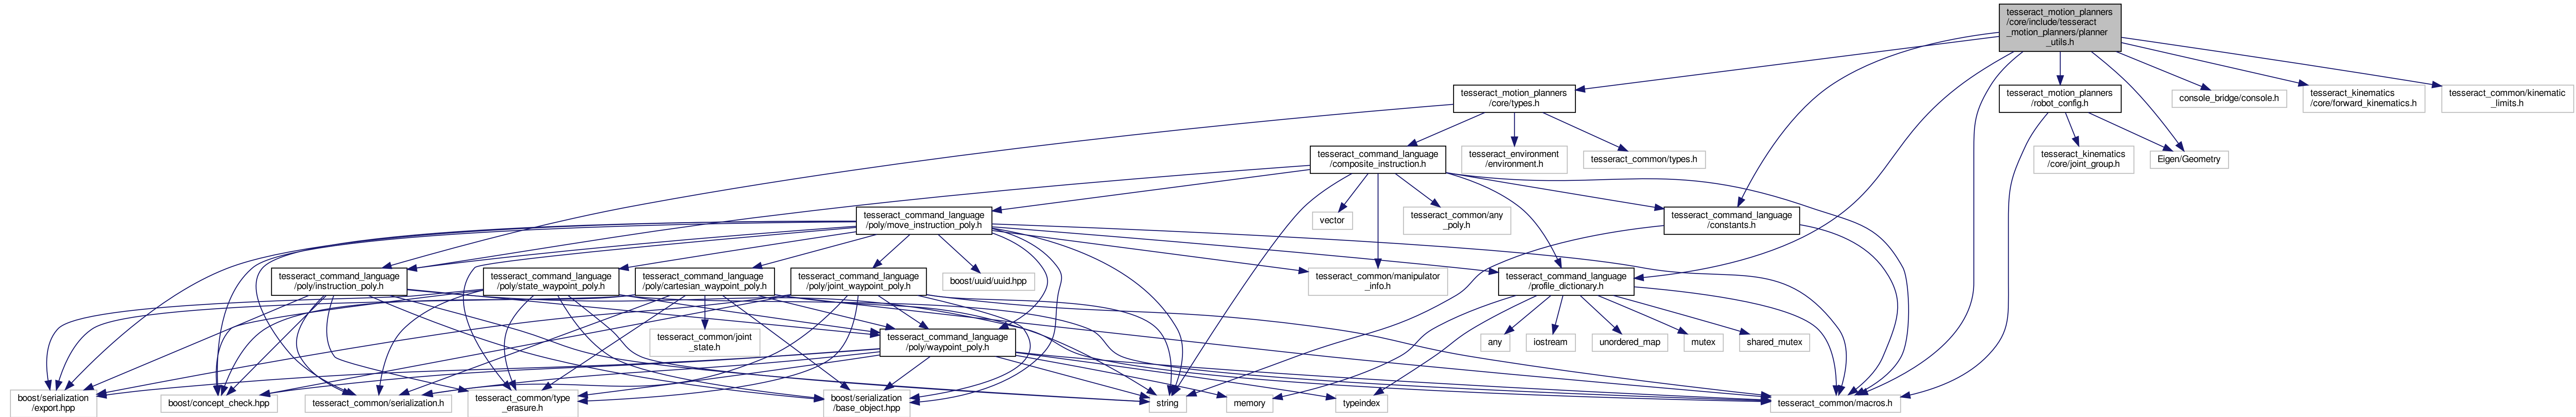 tesseract_motion_planners
/core/include/tesseract
_motion_planners/planner
_utils.h
tesseract_motion_planners
/core/types.h
tesseract_motion_planners
/robot_config.h
console_bridge/console.h
tesseract_kinematics
/core/forward_kinematics.h
tesseract_common/kinematic
_limits.h
tesseract_command_language
/composite_instruction.h
tesseract_environment
/environment.h
tesseract_common/types.h
tesseract_kinematics
/core/joint_group.h
Eigen/Geometry
tesseract_command_language
/poly/move_instruction_poly.h
vector
tesseract_common/any
_poly.h
tesseract_command_language
/constants.h
tesseract_command_language
/poly/instruction_poly.h
tesseract_command_language
/poly/state_waypoint_poly.h
tesseract_command_language
/poly/cartesian_waypoint_poly.h
tesseract_command_language
/poly/joint_waypoint_poly.h
boost/uuid/uuid.hpp
tesseract_common/manipulator
_info.h
tesseract_command_language
/profile_dictionary.h
tesseract_common/joint
_state.h
tesseract_command_language
/poly/waypoint_poly.h
any
iostream
unordered_map
mutex
shared_mutex
boost/serialization
/export.hpp
boost/concept_check.hpp
tesseract_common/serialization.h
tesseract_common/type
_erasure.h
boost/serialization
/base_object.hpp
string
memory
typeindex
tesseract_common/macros.h